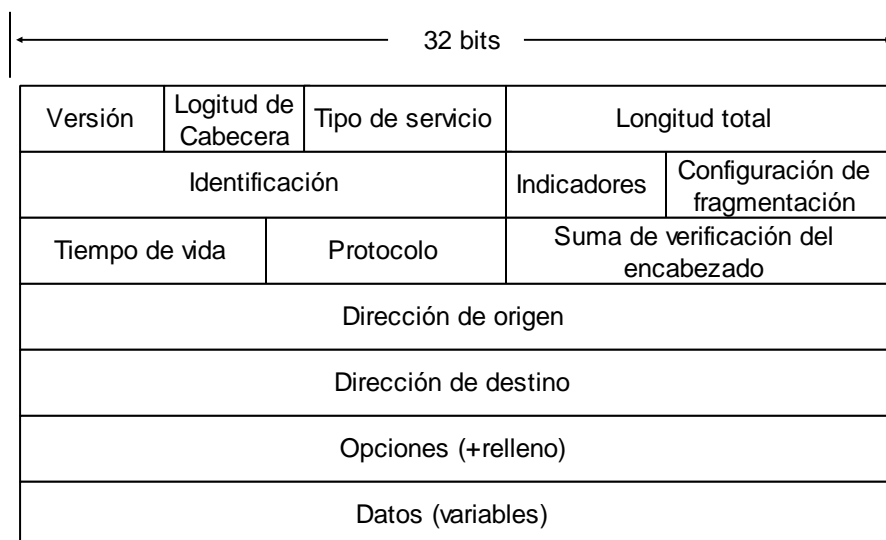 32 bits
Versión
Logitud de
Cabecera
Tipo de servicio
Longitud total
Identificación
Indicadores
Configuración de
fragmentación
Tiempo de vida
Protocolo
Suma de verificación del
encabezado
Dirección de origen
Dirección de destino
Opciones (+relleno)
Datos (variables)